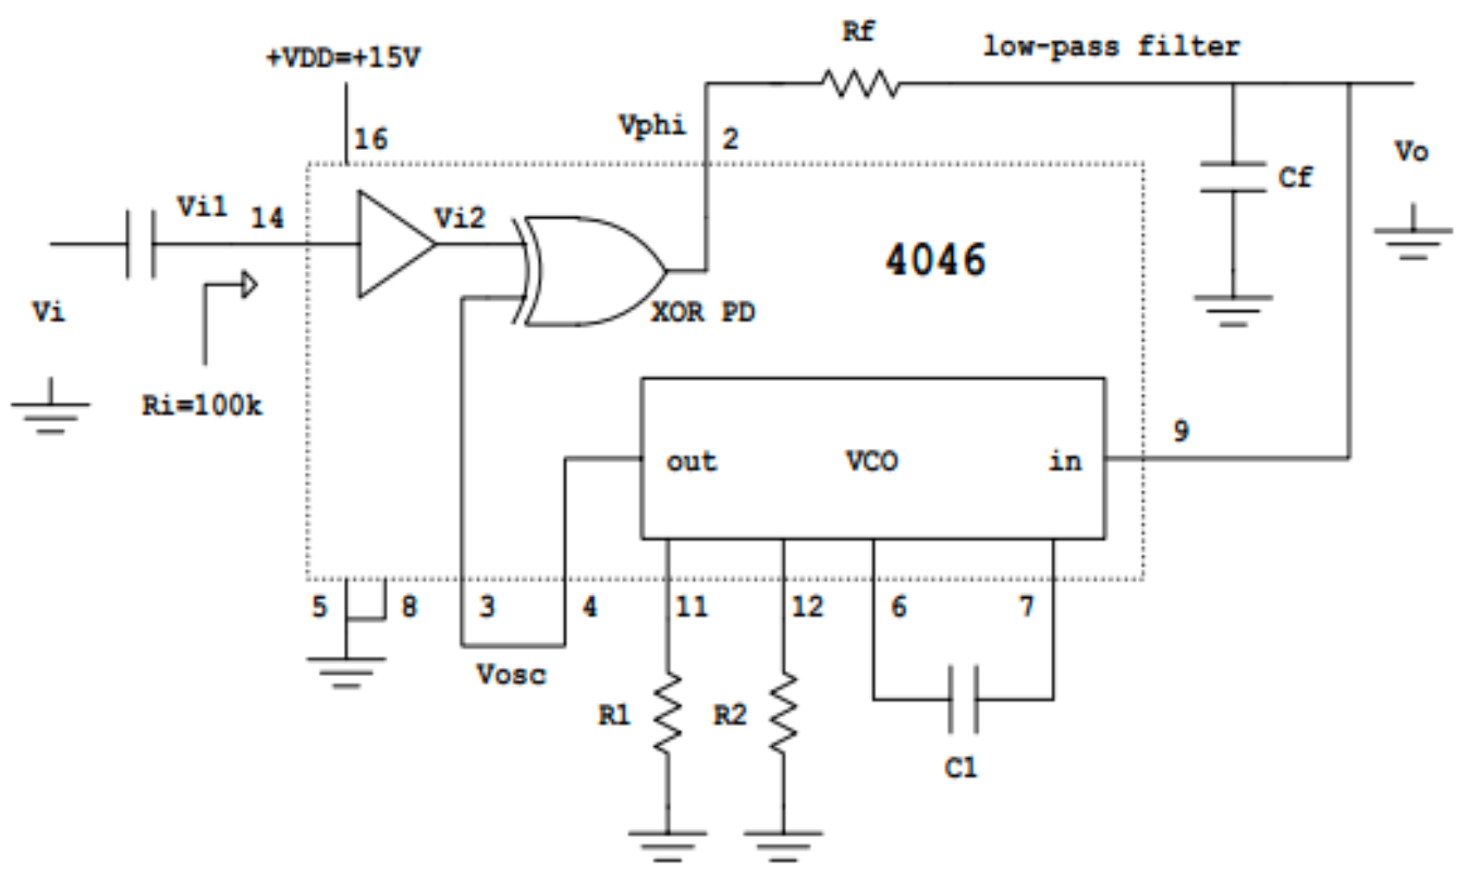 Rf
low-pass filter
+VDD=+15V
Vphi
2
16
Vo
Cf
Vi1
14
Vi2
4046
Vi
XOR PD
Ri=100k
9
out
VCO
in
5
8
3
4
11
12
6
7
Vosc
R1
R2
C1